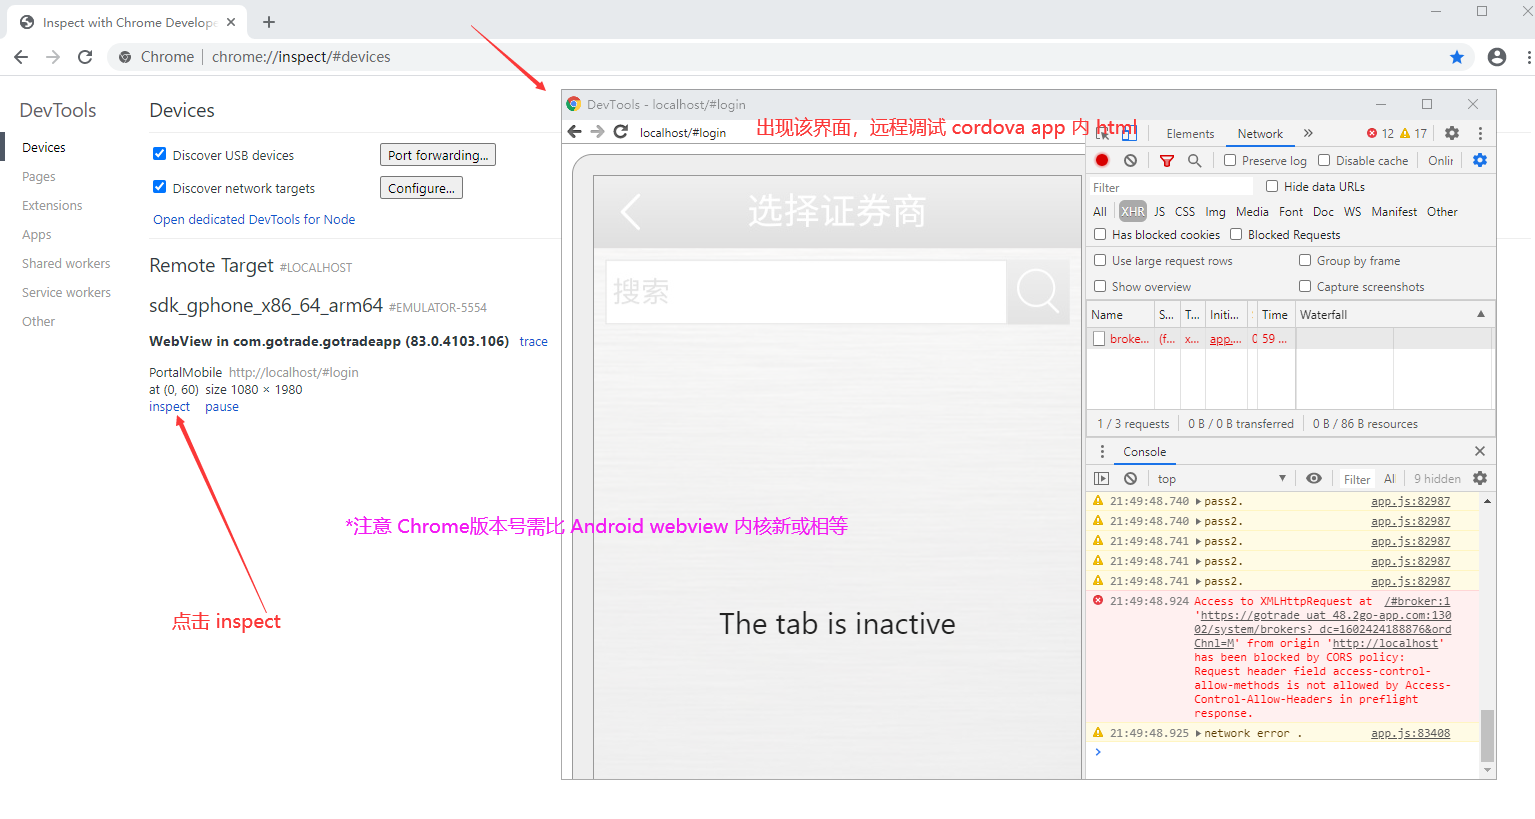 Inspect with Chrome Develope
Chrome | chrome://inspect/#devices
DevTools
Devices
Pages
Extensions
Apps
Shared workers
Service workers
Other
Devices
Discover USB devices
Port forwarding...
Discover network targets
Configure...
Open dedicated DevTools for Node
Remote Target #LOCALHOST
sdk_gphone_x86_64_arm64 #EMULATOR-5554
WebView in com.gotrade.gotradeapp (83.0.4103.106) trace
PortalMobile http://localhost/#login
at (0, 60) size 1080 × 1980
inspect pause
点击 inspect
*注意 Chrome版本号需比 Android webview 内核新或相等
DevTools - localhost/#login
localhost/#login
出现该界面，远程调试 cordova app 内 html
选择证券商
搜索
The tab is inactive
Elements Network » 12 17
Preserve log Disable cache Onlir
Filter Hide data URLs
All XHR JS CSS Img Media Font Doc WS Manifest Other
Has blocked cookies Blocked Requests
Use large request rows Group by frame
Show overview Capture screenshots
Name S... T... Initi... Time Waterfall
broke... (f... x... app.... 59 ...
1 / 3 requests 0 B / 0 B transferred 0 B / 86 B resources
Console
top Filter Al 9 hidden
21:49:48.740 pass2. app.js:82987
21:49:48.740 pass2. app.js:82987
21:49:48.741 pass2. app.js:82987
21:49:48.741 pass2. app.js:82987
21:49:48.741 pass2. app.js:82987
21:49:48.924 Access to XMLHttpRequest at /#broker:1
'https://gotrade uat 48.2go-app.com:130
02/system/brokers? dc=1602424188876&ord
Chnl=M' from origin 'http://localhost'
has been blocked by CORS policy:
Request header field access-control-
allow-methods is not allowed by Access-
Control-Allow-Headers in preflight
response.
21:49:48.925 network error . app.js:83408